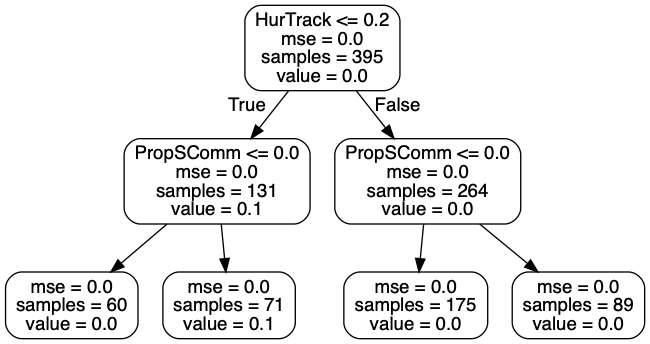 HurTrack <= 0.2
mse = 0.0
samples = 395
value = 0.0
True
False
PropSComm <= 0.0
mse = 0.0
samples = 131
value = 0.1
PropSComm <= 0.0
mse = 0.0
samples = 264
value = 0.0
mse = 0.0
samples = 60
value = 0.0
mse = 0.0
samples = 71
value = 0.1
mse = 0.0
samples = 175
value = 0.0
mse = 0.0
samples = 89
value = 0.0